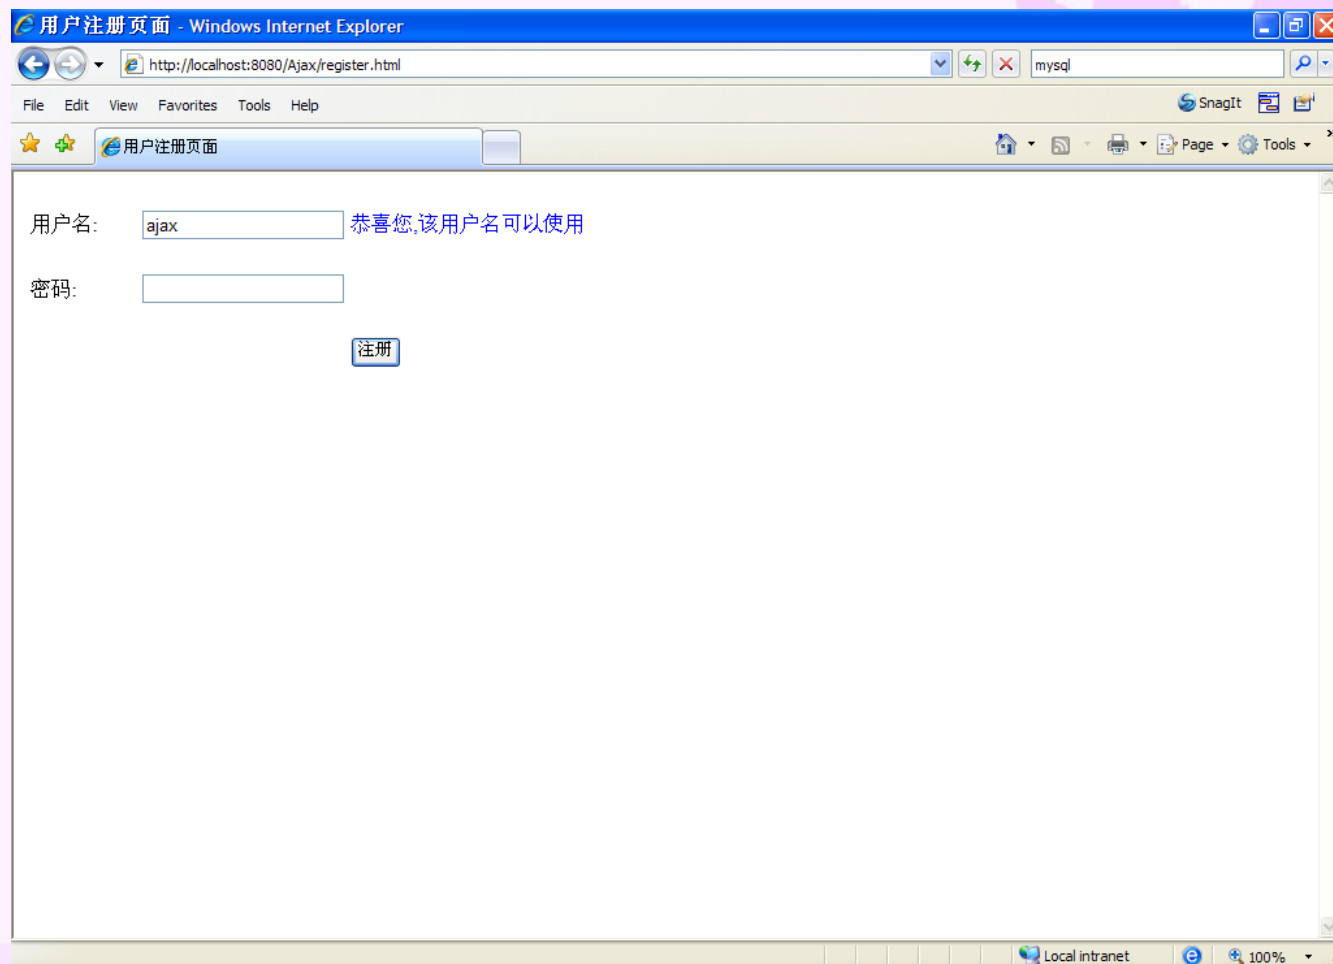 用户注册页面 - Windows Internet Explorer
http://localhost:8080/Ajax/register.html
mysql
File Edit View Favorites Tools Help
SnagIt
用户注册页面
Page Tools
用户名: ajax 恭喜您,该用户名可以使用
密码:
注册
Local intranet 100%